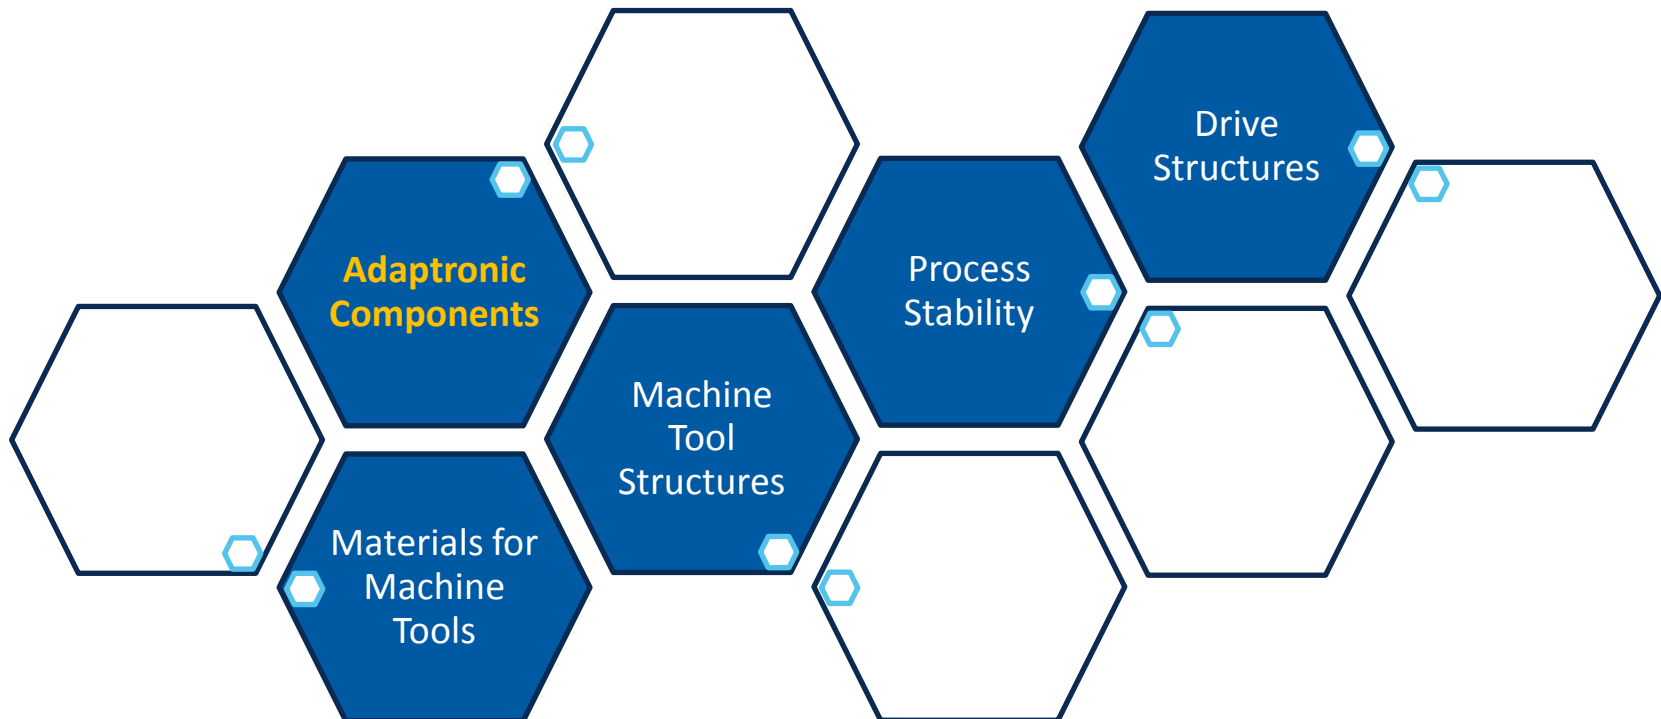 Drive
Structures
Adaptronic
Components
Process
Stability
Machine
Tool
Structures
Materials for
Machine
Tools